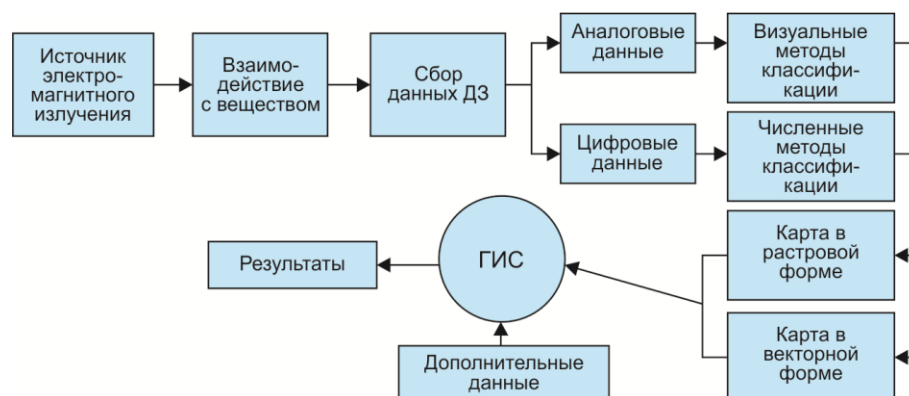 Источник
электро-
магнитного
излучения
Взаимо-
действие
с веществом
Сбор
данных ДЗ
Аналоговые
данные
Визуальные
методы
классифи-
кации
Цифровые
данные
Численные
методы
классифи-
кации
Карта в
растровой
форме
ГИС
Результаты
Карта в
векторной
форме
Дополнительные
данные